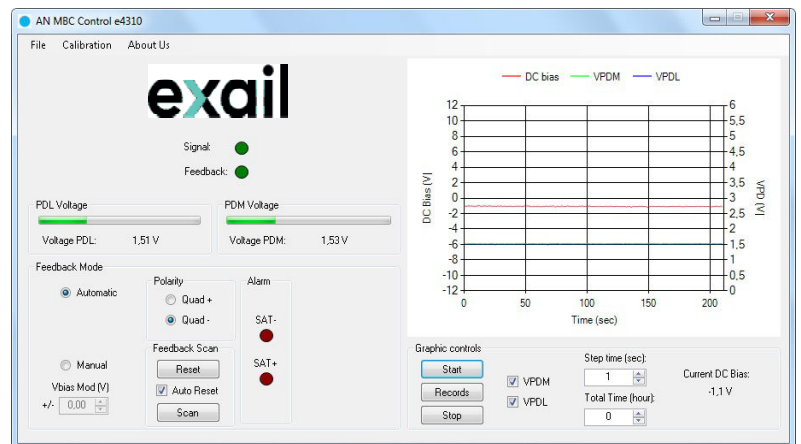 AN MBC Control e4310
File Calibration About Us
exail
Signal:
Feedback:
PDL Voltage
Voltage PDL: 1,51 V
PDM Voltage
Voltage PDM: 1,53 V
Feedback Mode
Automatic
Polarity
Quad +
Quad -
Alarm
SAT-
SAT+
Manual
Vbias Mod (V)
+/- 0,00
Feedback Scan
Reset
Auto Reset
Scan
DC bias VPDM VPDL
DC Bias (V)
12
10
8
6
4
2
0
-2
-4
-6
-8
-10
-12
6
5,5
5
4,5
4
3,5
3
2,5
2
1,5
1
0,5
0
VPD (V)
0 50 100 150 200
Time (sec)
Graphic controls
Start
Records
Stop
VPDM
VPDL
Step time (sec):
1
Total Time (hour):
0
Current DC Bias:
-1,1 V